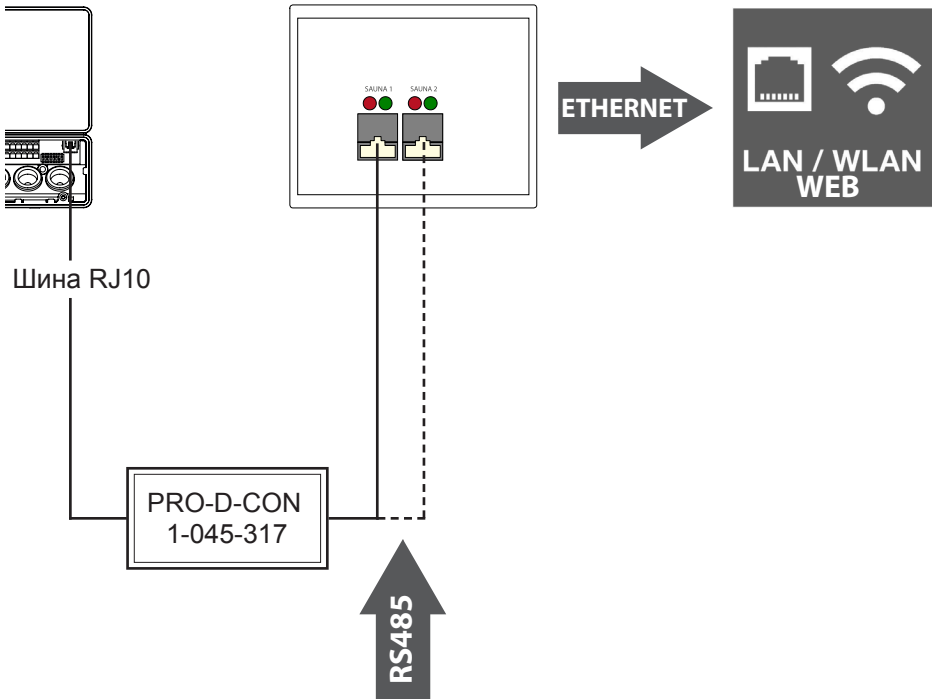 SAUNA 1
SAUNA 2
ETHERNET
LAN / WLAN
WEB
Шина RJ10
PRO-D-CON
1-045-317
RS485